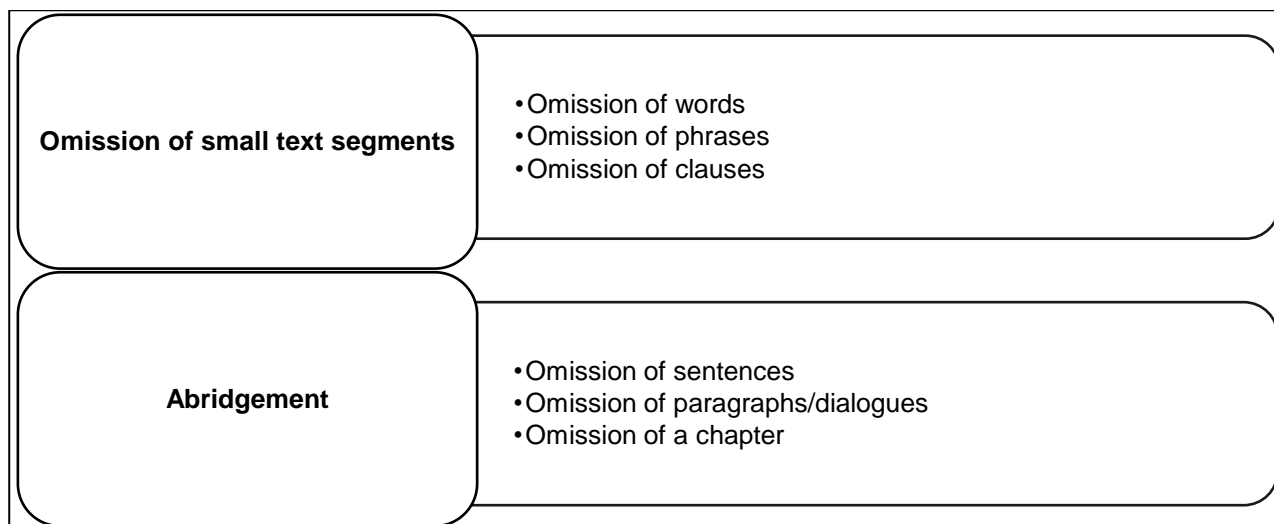 Omission of small text segments
•Omission of words
•Omission of phrases
•Omission of clauses
Abridgement
•Omission of sentences
•Omission of paragraphs/dialogues
•Omission of a chapter